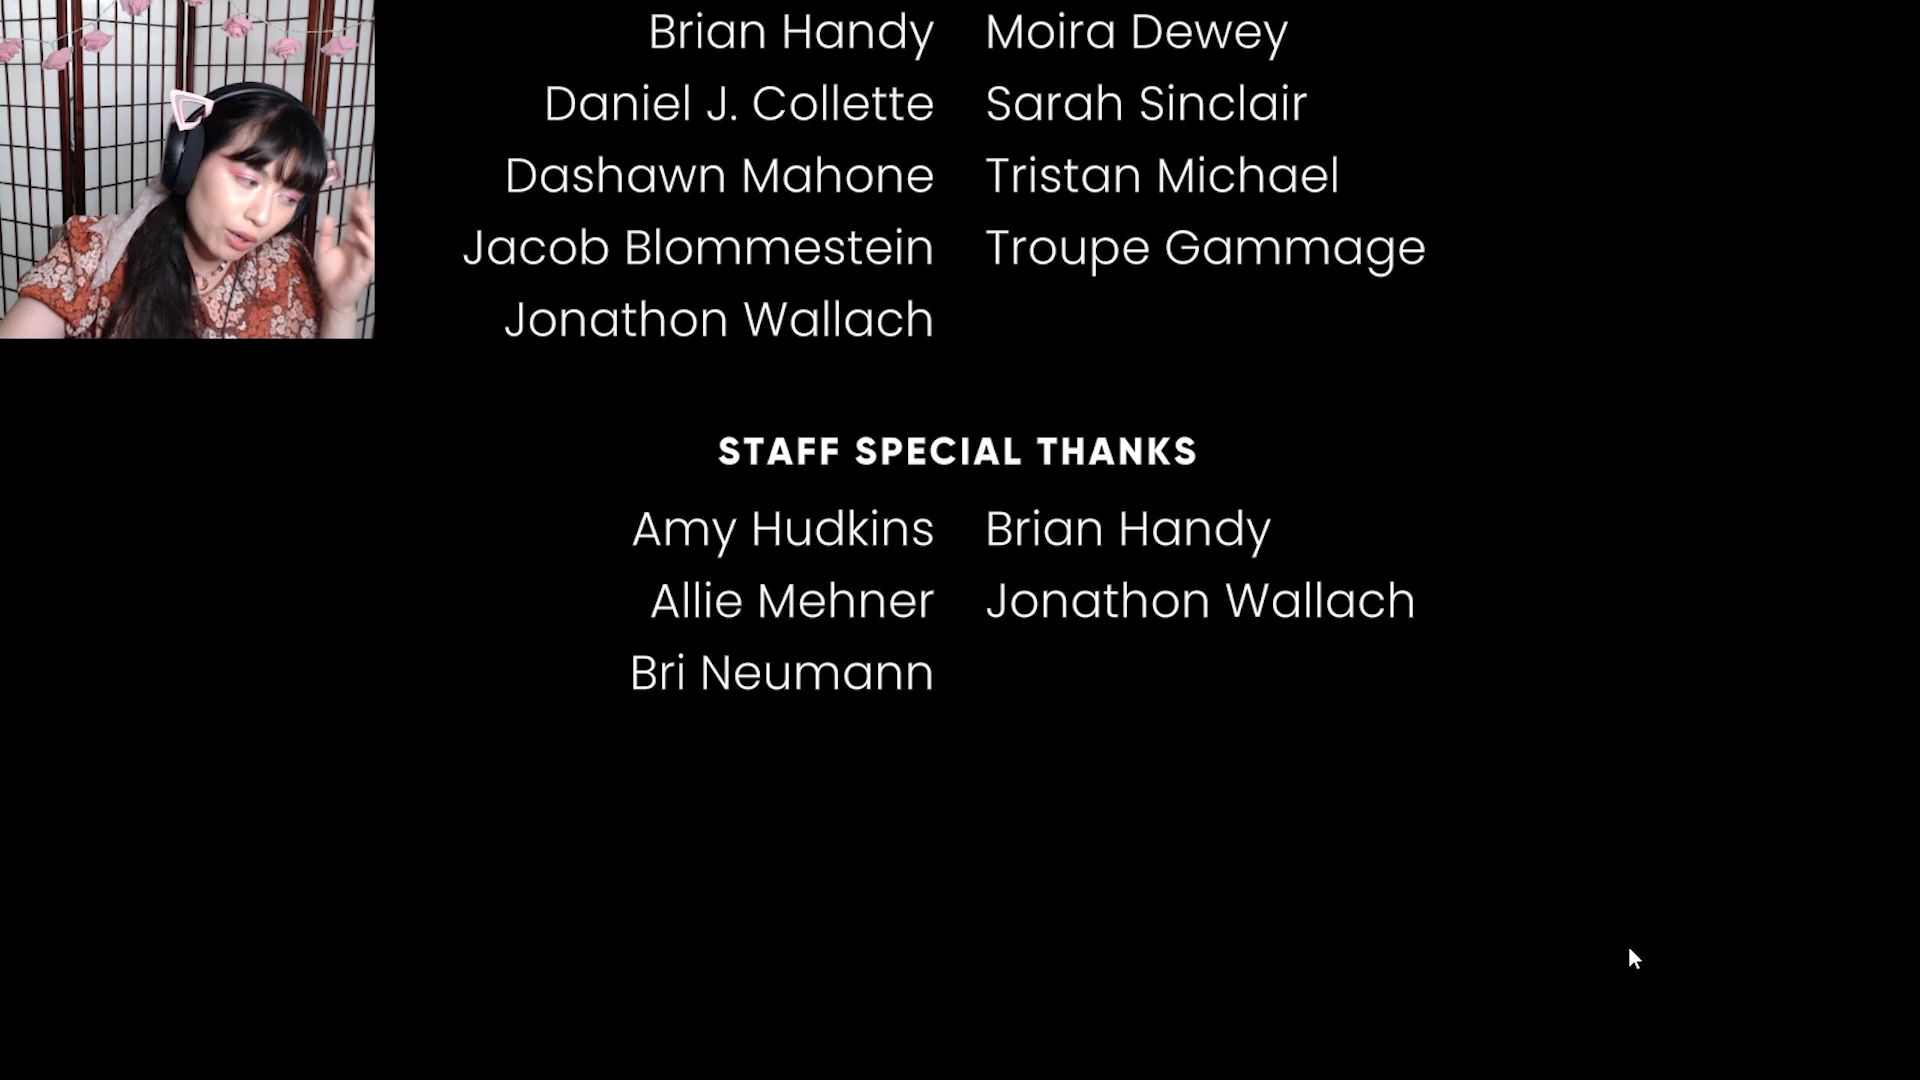 Brian Handy Moira Dewey
Daniel J. Collette Sarah Sinclair
Dashawn Mahone Tristan Michael
Jacob Blommestein Troupe Gammage
Jonathon Wallach
STAFF SPECIAL THANKS
Amy Hudkins Brian Handy
Allie Mehner Jonathon Wallach
Bri Neumann